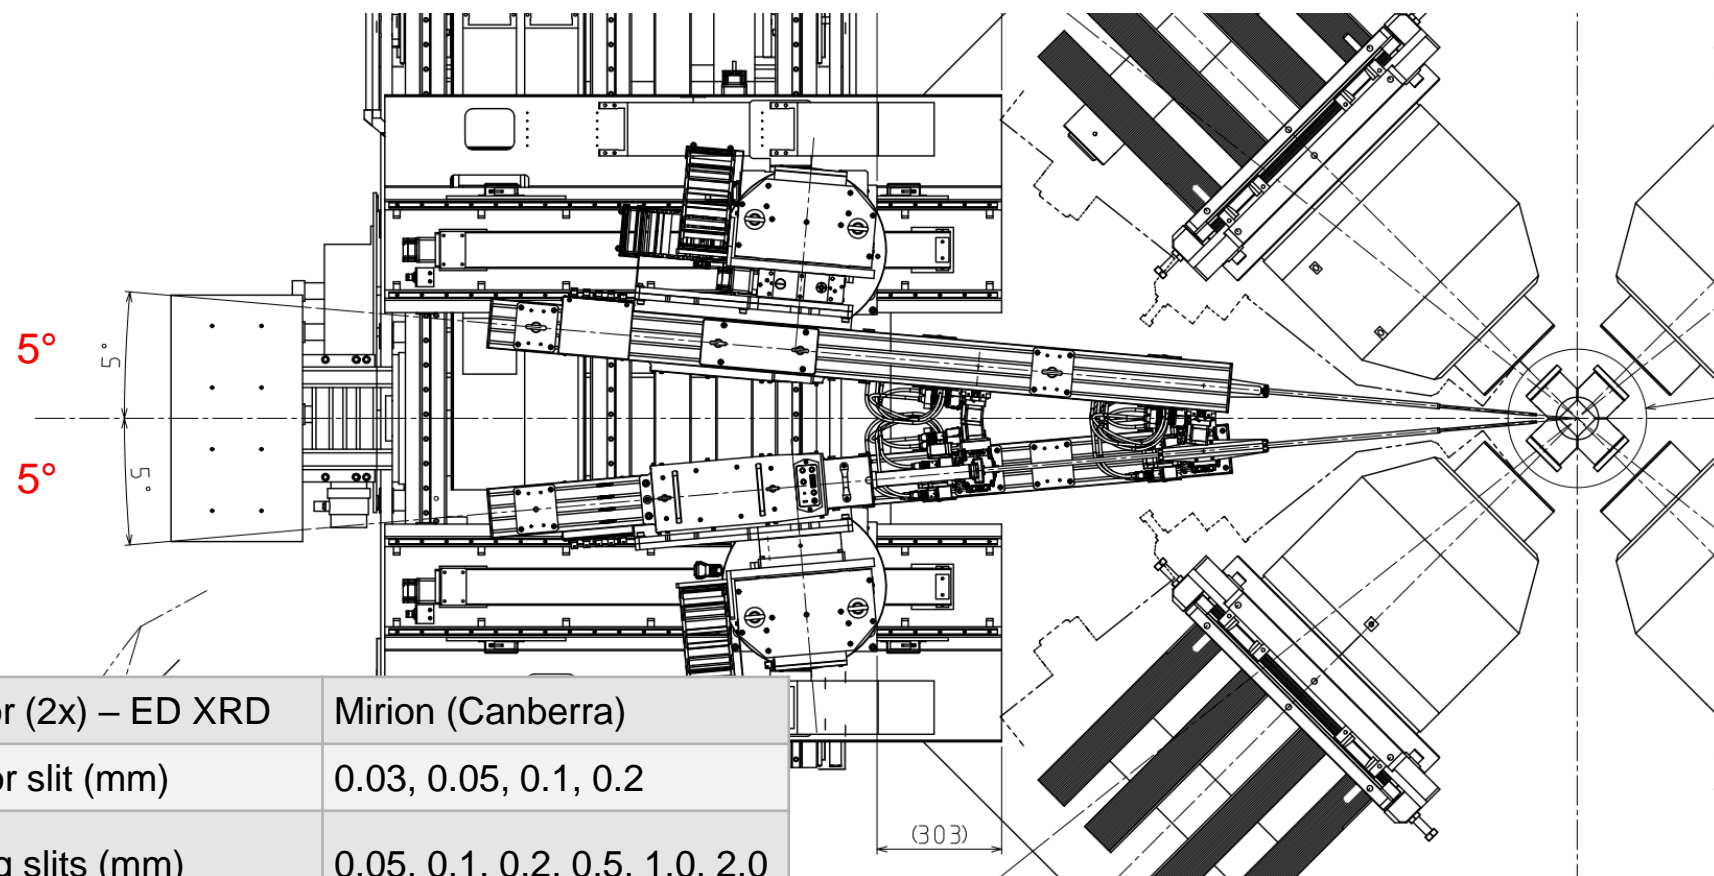 5°
5°
5°
5°
(303)
or (2x) – ED XRD Mirion (Canberra)
or slit (mm) 0.03, 0.05, 0.1, 0.2
g slits (mm) 0.05, 0.1, 0.2, 0.5, 1.0, 2.0